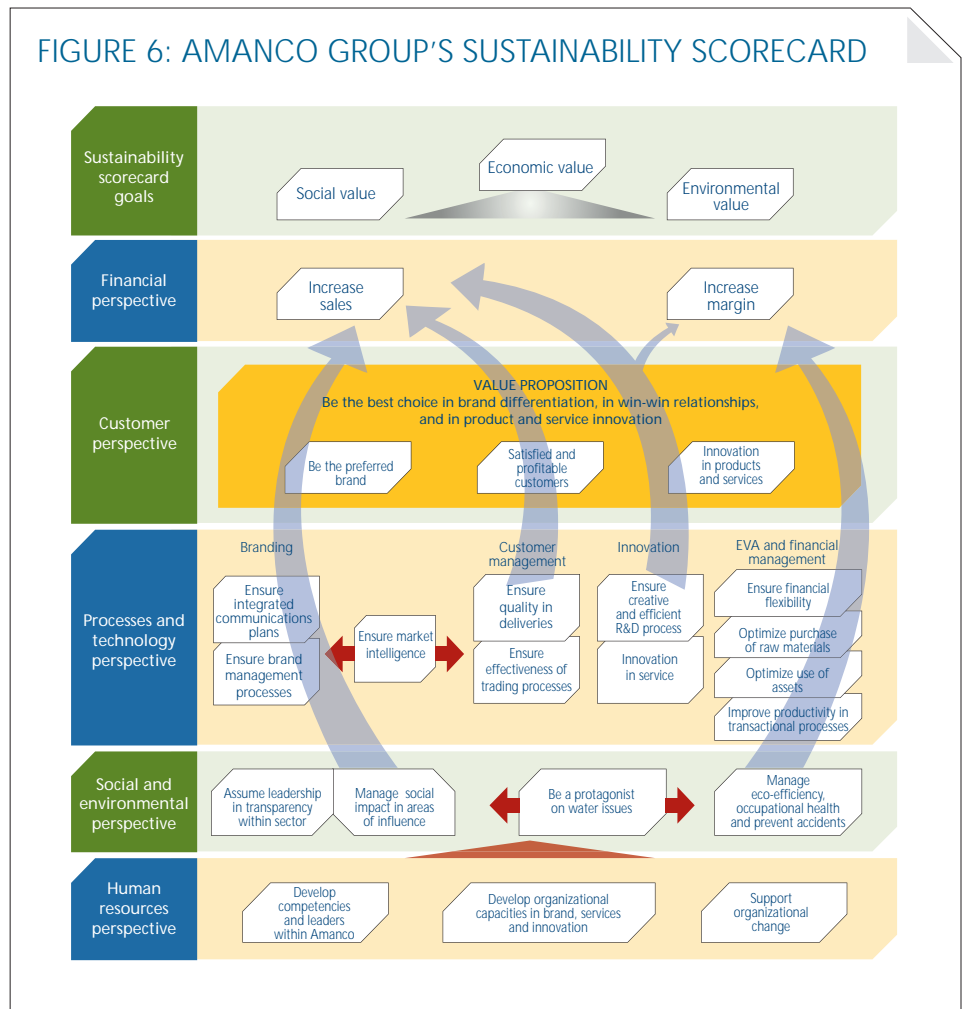 FIGURE 6: AMANCO GROUP'S SUSTAINABILITY SCORECARD
Sustainability
scorecard
goals
Social value
Economic value
Environmental
value
Financial
perspective
Increase
sales
Increase
margin
Customer
perspective
VALUE PROPOSITION
Be the best choice in brand differentiation, in win-win relationships,
and in product and service innovation
Be the preferred
brand
Satisfied and
profitable
customers
Innovation
in products
and services
Processes and
technology
perspective
Branding
Ensure
integrated
communications
plans
Ensure brand
management
processes
Ensure market
intelligence
Customer
management
Ensure
quality in
deliveries
Ensure
effectiveness of
trading processes
Innovation
Ensure
creative
and efficient
R&D process
Innovation
in service
EVA and financial
management
Ensure financial
flexibility
Optimize purchase
of raw materials
Optimize use of
assets
Improve productivity in
transactional processes
Social and
environmental
perspective
Assume leadership
in transparency
within sector
Manage social
impact in areas
of influence
Be a protagonist
on water issues
Manage
eco-efficiency,
occupational health
and prevent accidents
Human
resources
perspective
Develop
competencies
and leaders
within Amanco
Develop organizational
capacities in brand, services
and innovation
Support
organizational
change